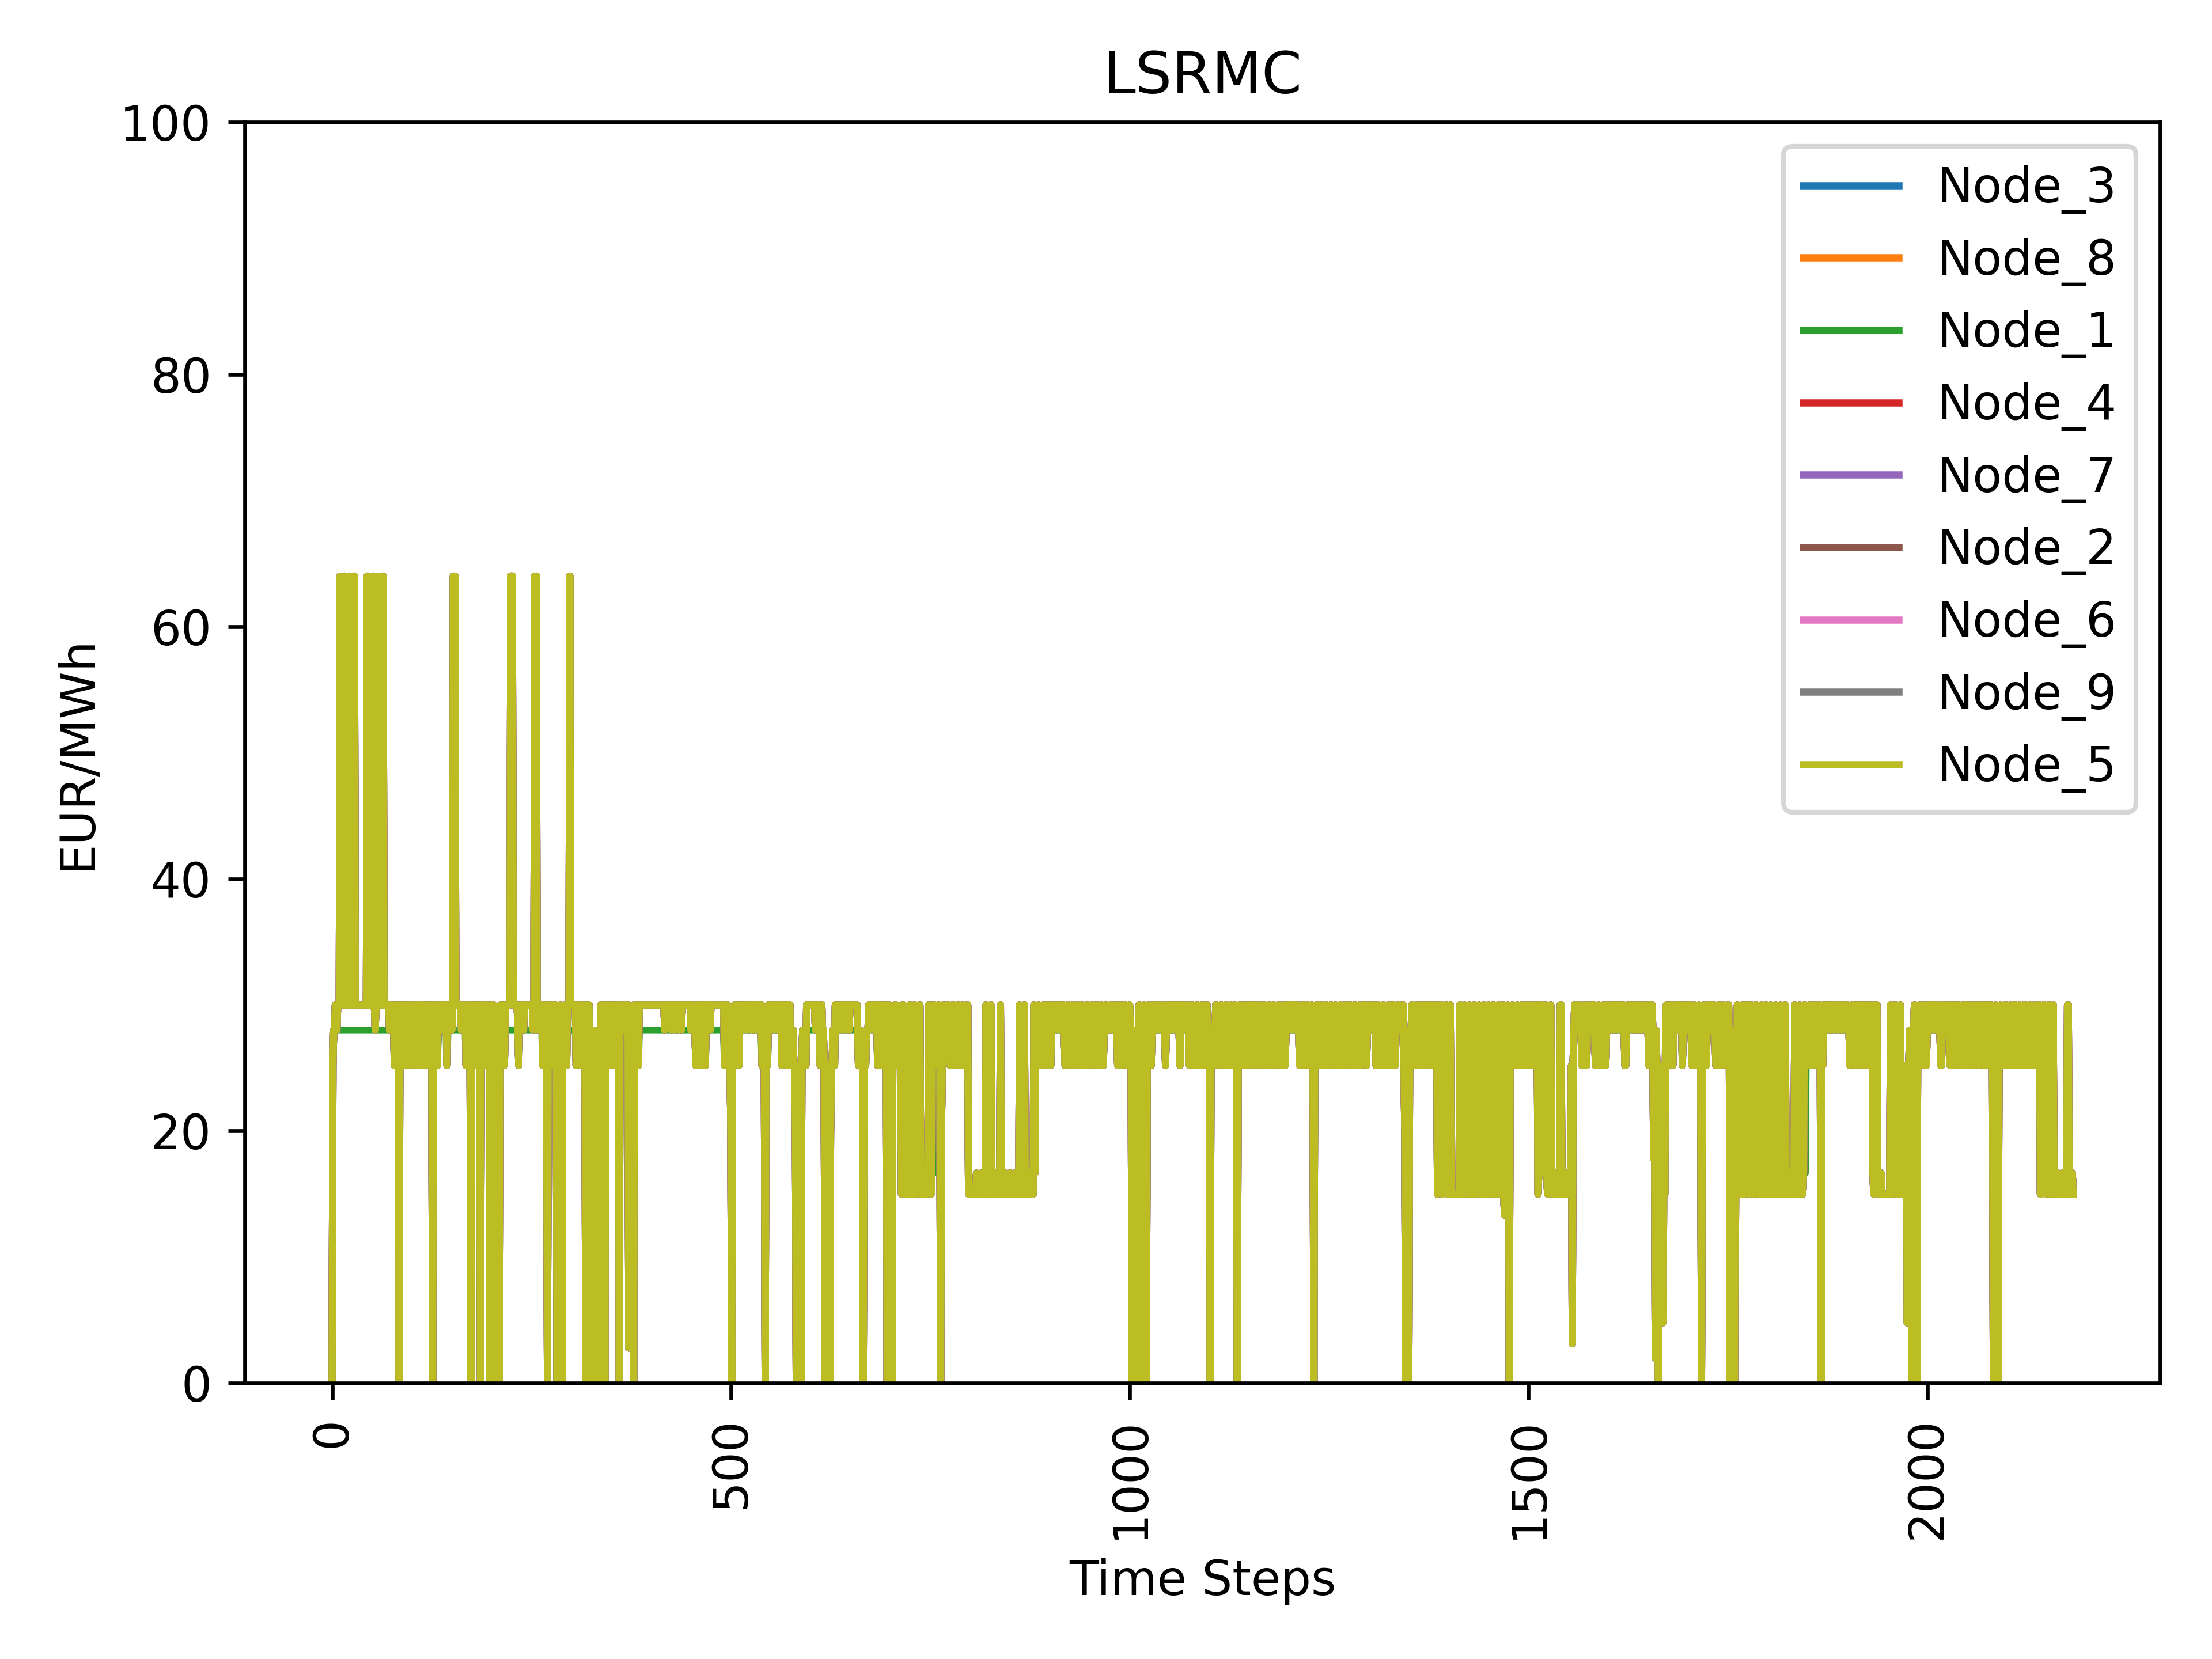 LSRMC
100
80
60
40
20
0
EUR/MWh
Node_3
Node_8
Node_1
Node_4
Node_7
Node_2
Node_6
Node_9
Node_5
0
500
1000
1500
2000
Time Steps